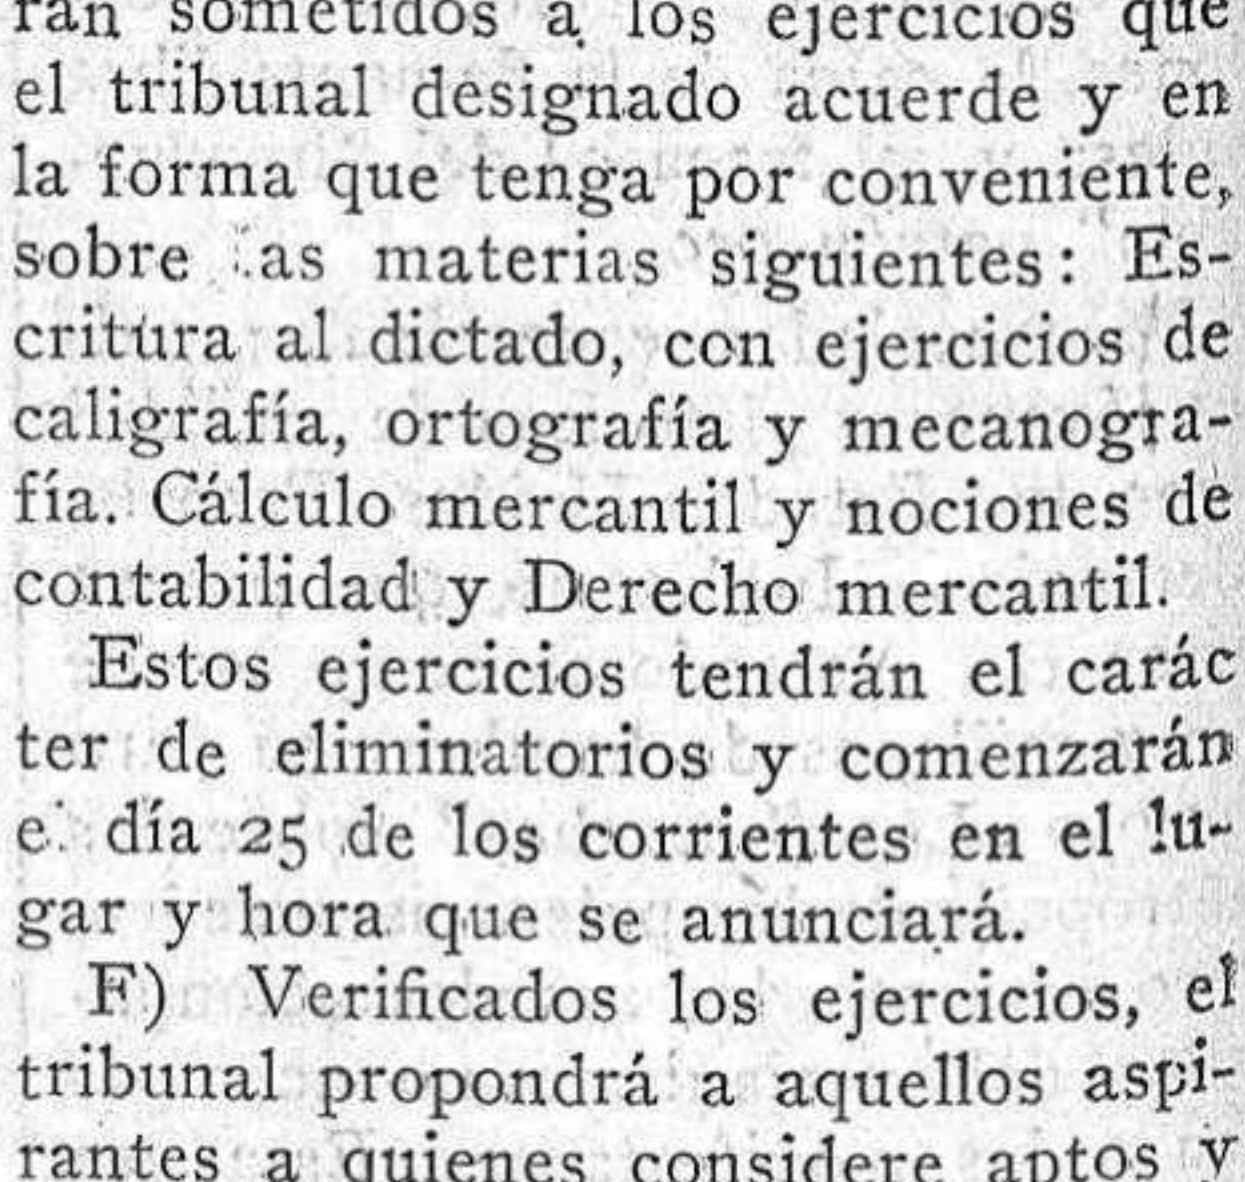 rán sometidos a los ejercicios que
el tribunal designado acuerde y en
la forma que tenga por conveniente,
sobre las materias siguientes: Es-
critura al dictado, con ejercicios de
caligrafía, ortografía y mecanogra-
fía. Cálculo mercantil y nociones de
contabilidad y Derecho mercantil.
Estos ejercicios tendrán el carác
ter de eliminatorios y comenzarán
el día 25 de los corrientes en el lu-
gar y hora que se anunciará.
F) Verificados los ejercicios, el
tribunal propondrá a aquellos aspi-
rantes a quienes considere aptos y